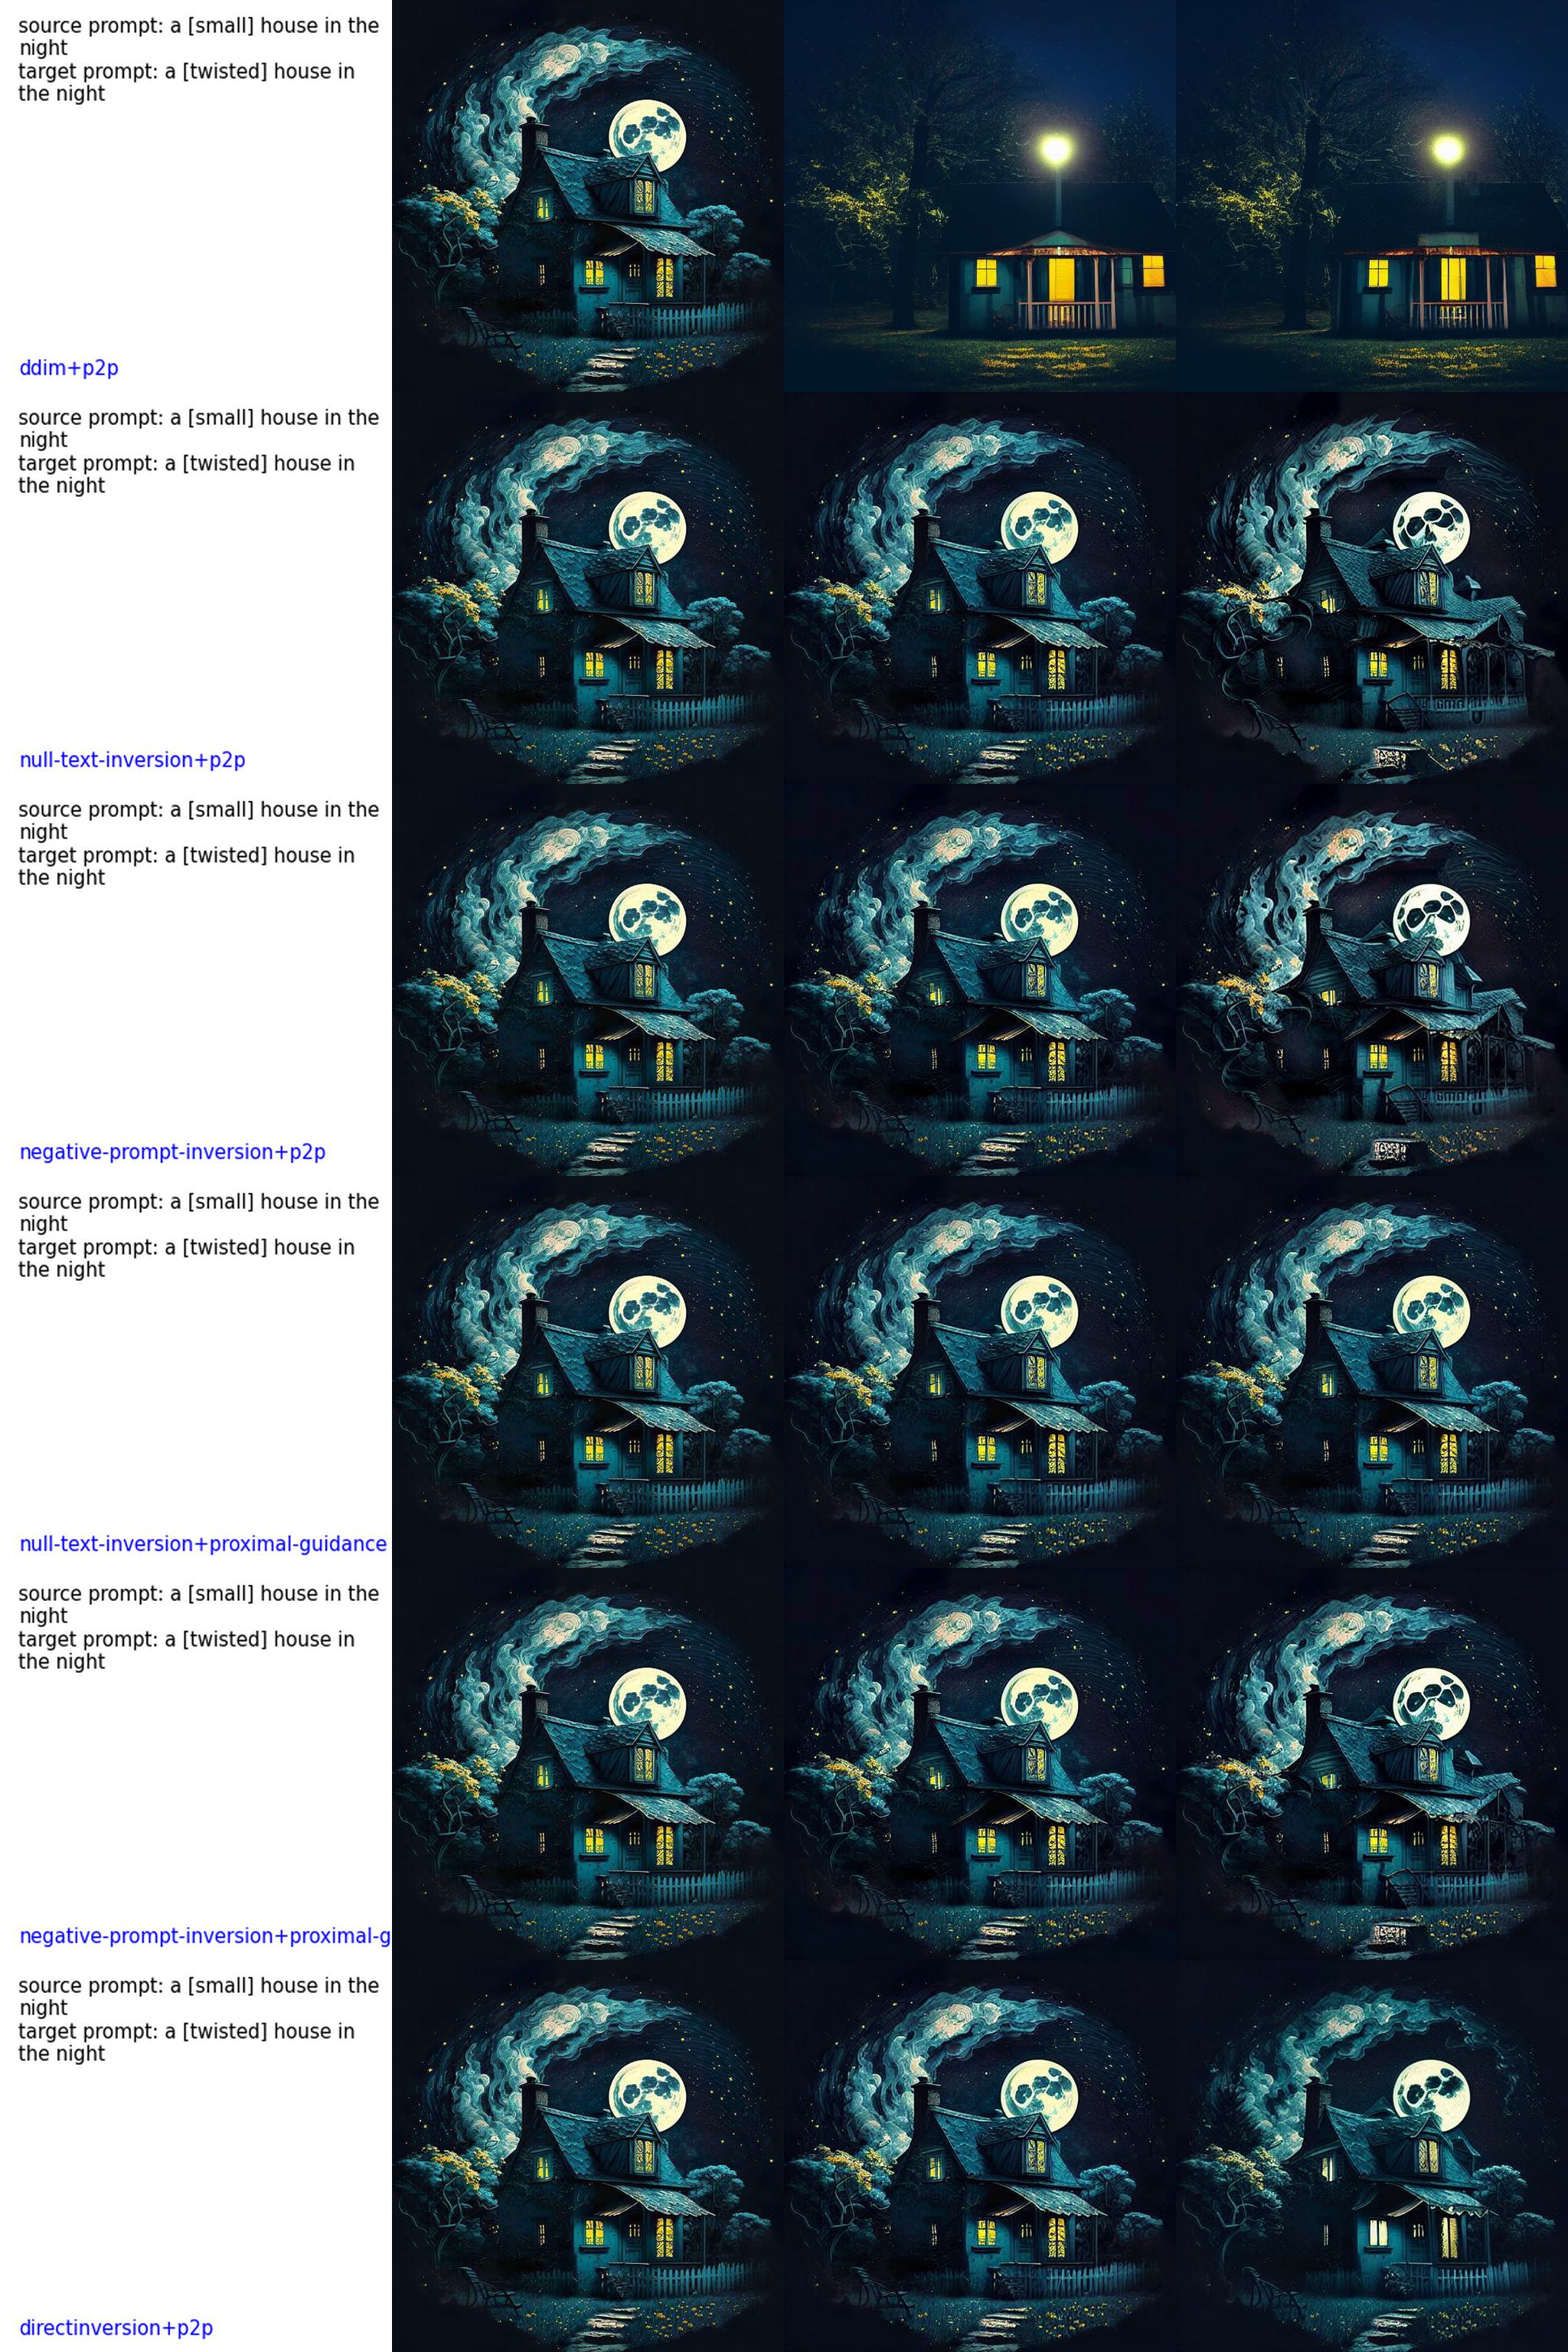 source prompt: a [small] house in the
night
target prompt: a [twisted] house in
the night
ddim+p2p
source prompt: a [small] house in the
night
target prompt: a [twisted] house in
the night
null-text-inversion+p2p
source prompt: a [small] house in the
night
target prompt: a [twisted] house in
the night
negative-prompt-inversion+p2p
source prompt: a [small] house in the
night
target prompt: a [twisted] house in
the night
null-text-inversion+proximal-guidance
source prompt: a [small] house in the
night
target prompt: a [twisted] house in
the night
negative-prompt-inversion+proximal-g
source prompt: a [small] house in the
night
target prompt: a [twisted] house in
the night
directinversion+p2p